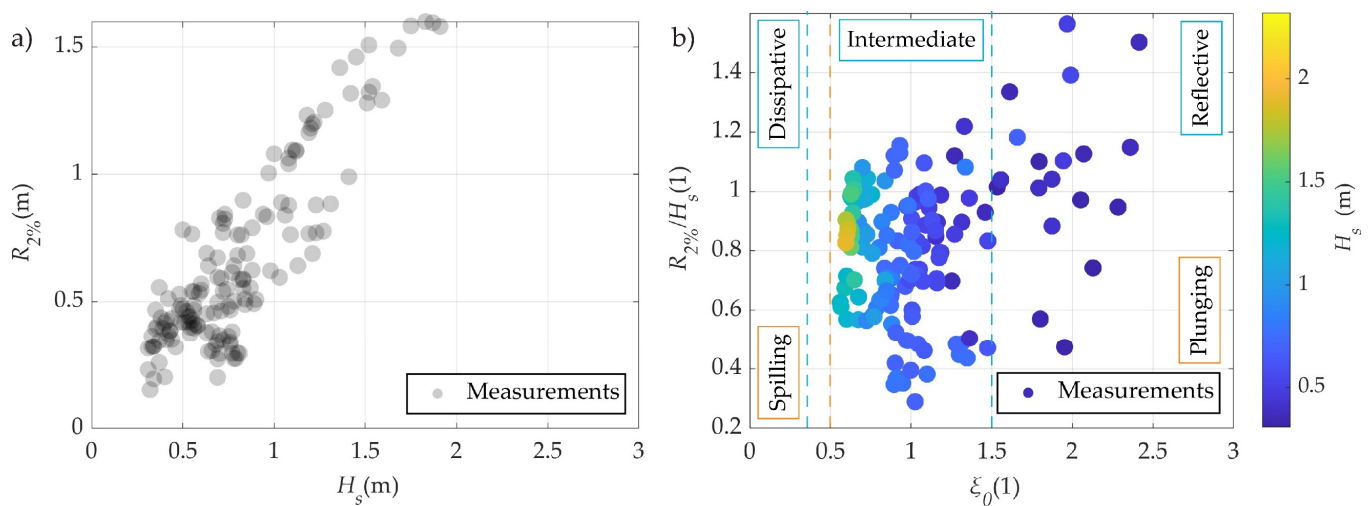 a)
R2%(m)
1.5
1
0.5
0
0
0.5
1
1.5
2
2.5
3
Hs(m)
Measurements
b)
R2%/Hs(1)
1.4
1.2
1
0.8
0.6
0.4
0.2
0
0.5
1
1.5
2
2.5
3
ξ0(1)
Dissipative
Intermediate
Reflective
Spilling
Plunging
Measurements
2
1
0.5
Hs (m)